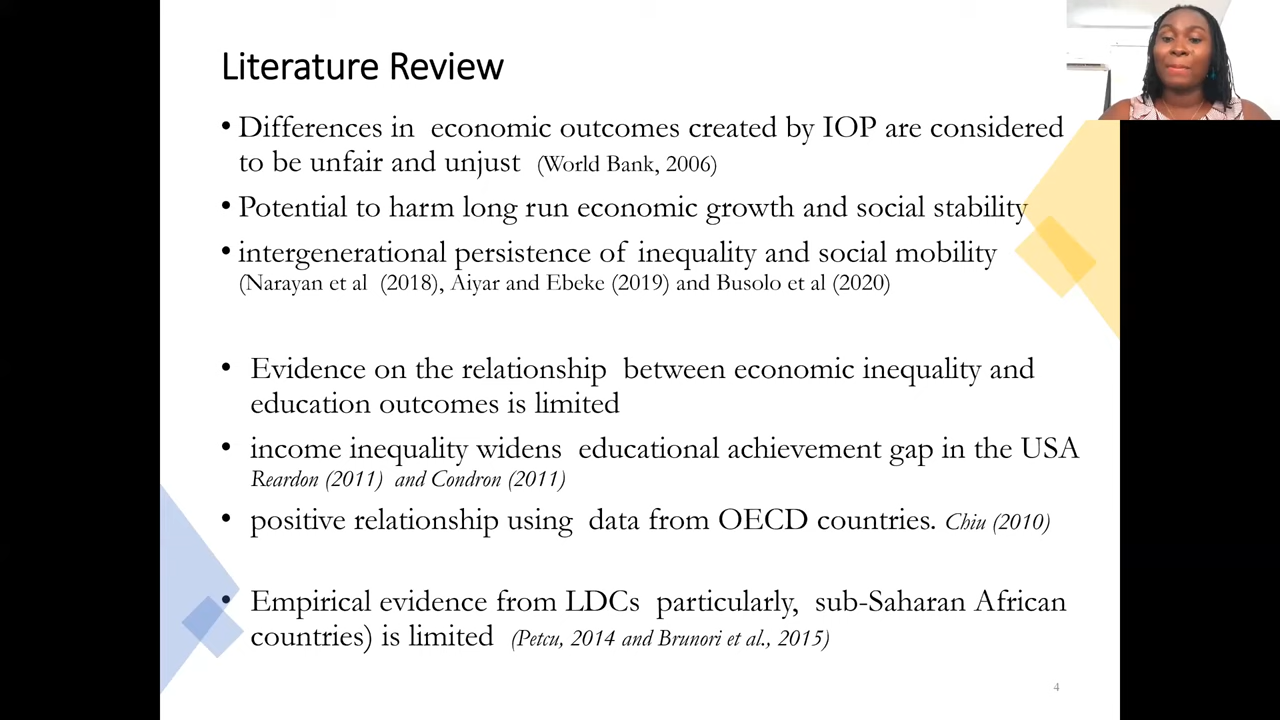 Literature Review
• Differences in economic outcomes created by IOP are considered
to be unfair and unjust (World Bank, 2006)
• Potential to harm long run economic growth and social stability
• intergenerational persistence of inequality and social mobility
(Narayan et al (2018), Aiyar and Ebeke (2019) and Busolo et al (2020)
• Evidence on the relationship between economic inequality and
education outcomes is limited
• income inequality widens educational achievement gap in the USA
Reardon (2011) and Condron (2011)
• positive relationship using data from OECD countries. Chiu (2010)
• Empirical evidence from LDCs particularly, sub-Saharan African
countries) is limited (Petcu, 2014 and Brunori et al., 2015)
4